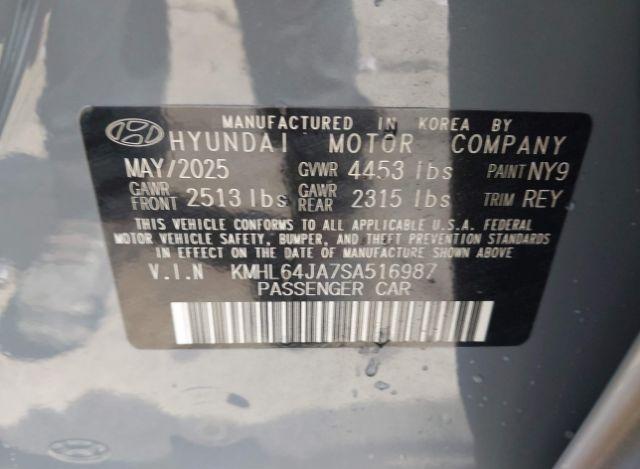 MANUFACTURED IN KOREA BY
HYUNDAI MOTOR COMPANY
MAY/2025 GVWR 4453 lbs PAINT NY9
GAWR FRONT 2513 lbs GAWR REAR 2315 lbs TRIM REY
THIS VEHICLE CONFORMS TO ALL APPLICABLE U.S.A. FEDERAL
MOTOR VEHICLE SAFETY, BUMPER, AND THEFT PREVENTION STANDARDS
IN EFFECT ON THE DATE OF MANUFACTURE SHOWN ABOVE
V.I.N KMHL64JA7SA516987
PASSENGER CAR